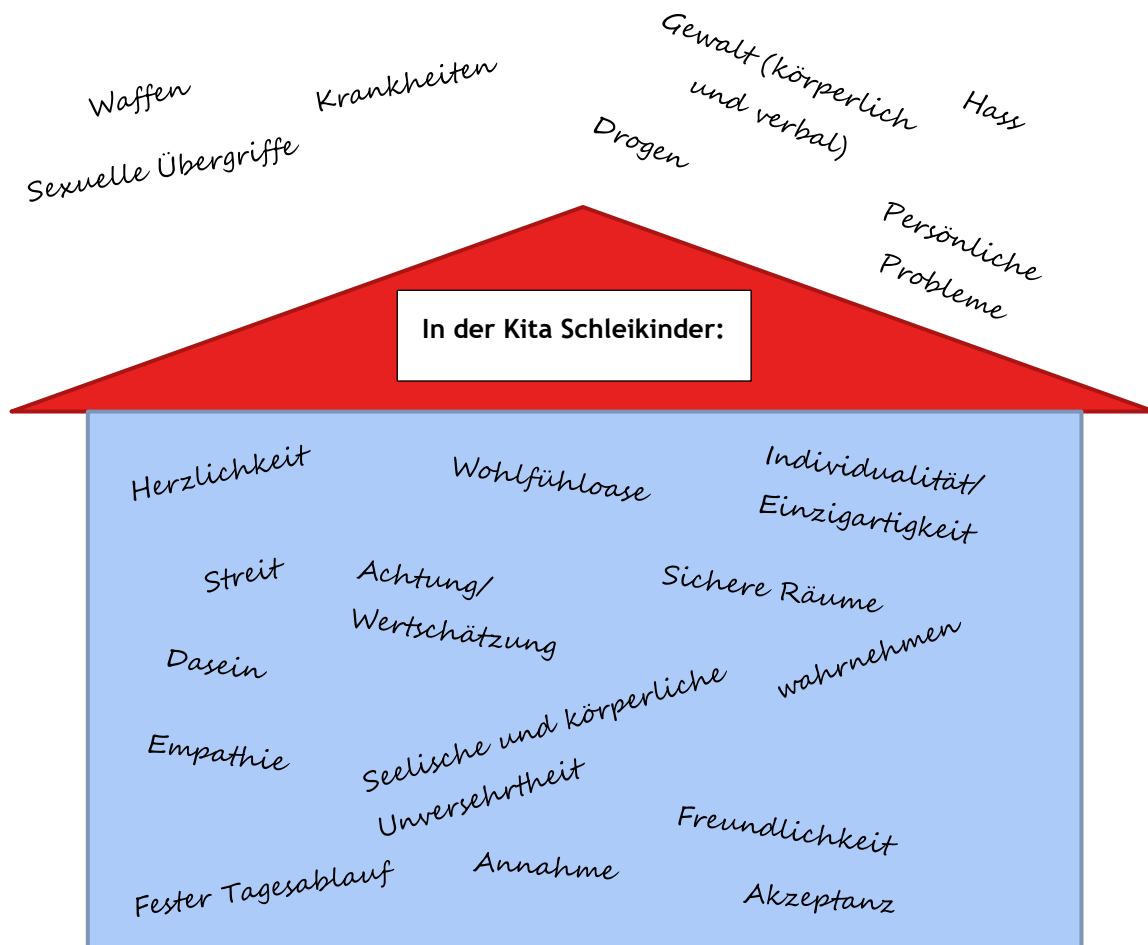 Gewalt (körperlich
und verbal)
Waffen
Krankheiten
Hass
Drogen
Sexuelle Übergriffe
Persönliche
Probleme
In der Kita Schleikinder:
Herzlichkeit
Wohlfühloase
Individualität/
Einzigartigkeit
Streit
Achtung/
Wertschätzung
Sichere Räume
Dasein
wahrnehmen
Empathie
Seelische und körperliche
Unversehrtheit
Freundlichkeit
Fester Tagesablauf
Annahme
Akzeptanz